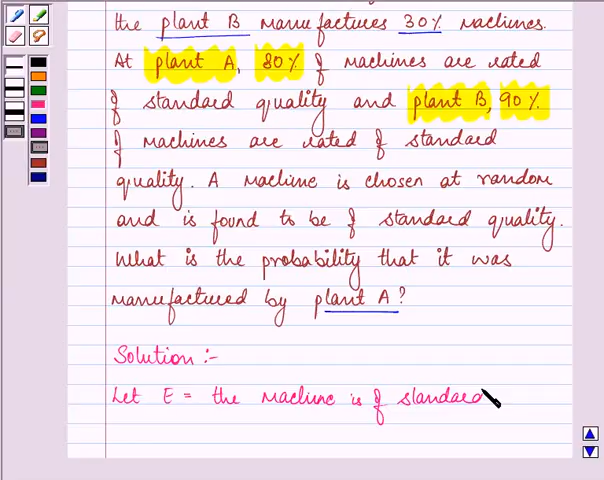 the plant B manufactures 30% machines.
At plant A, 80% of machines are rated
of standard quality and plant B, 90%
of machines are rated of standard
quality. A machine is chosen at random
and is found to be of standard quality.
What is the probability that it was
manufactured by plant A?
Solution :-
Let E = the machine is of standard